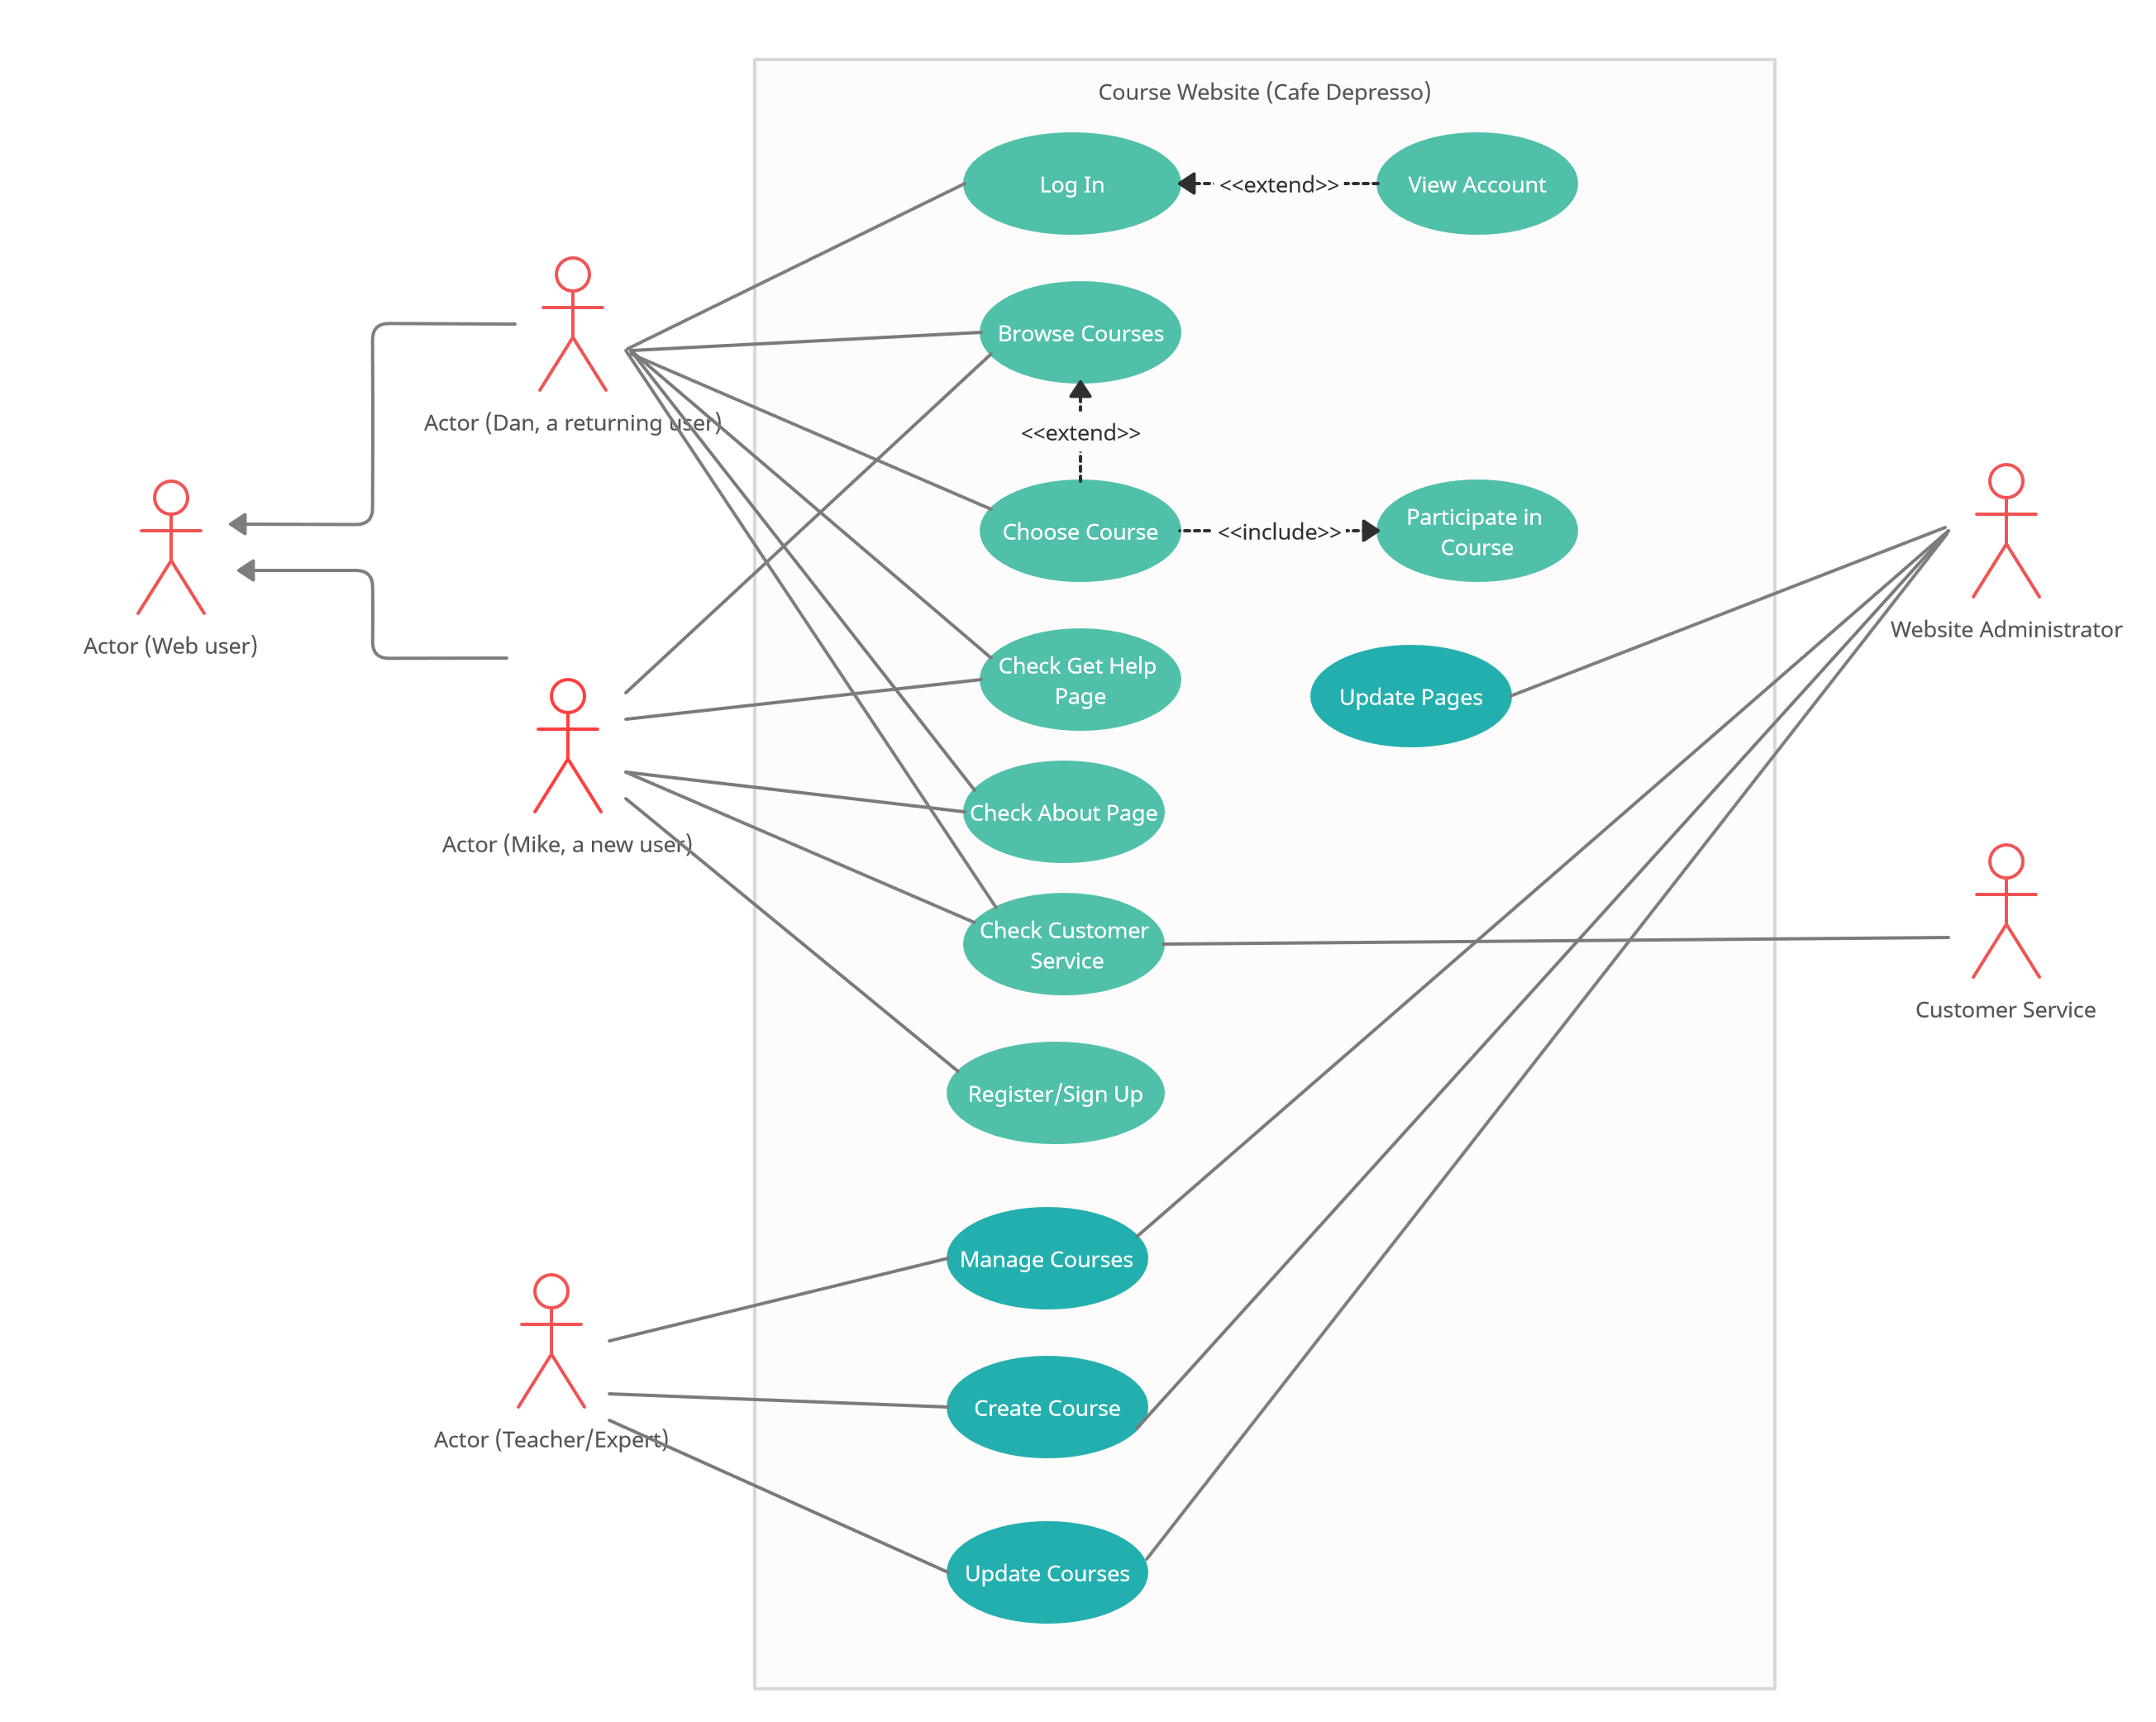 Course Website (Cafe Depresso)
Log In
<<extend>>
View Account
Browse Courses
Actor (Dan, a returning user)
<<extend>>
Choose Course
<<include>>
Participate in
Course
Actor (Web user)
Website Administrator
Check Get Help
Page
Update Pages
Check About Page
Actor (Mike, a new user)
Check Customer
Service
Customer Service
Register/Sign Up
Manage Courses
Create Course
Actor (Teacher/Expert)
Update Courses